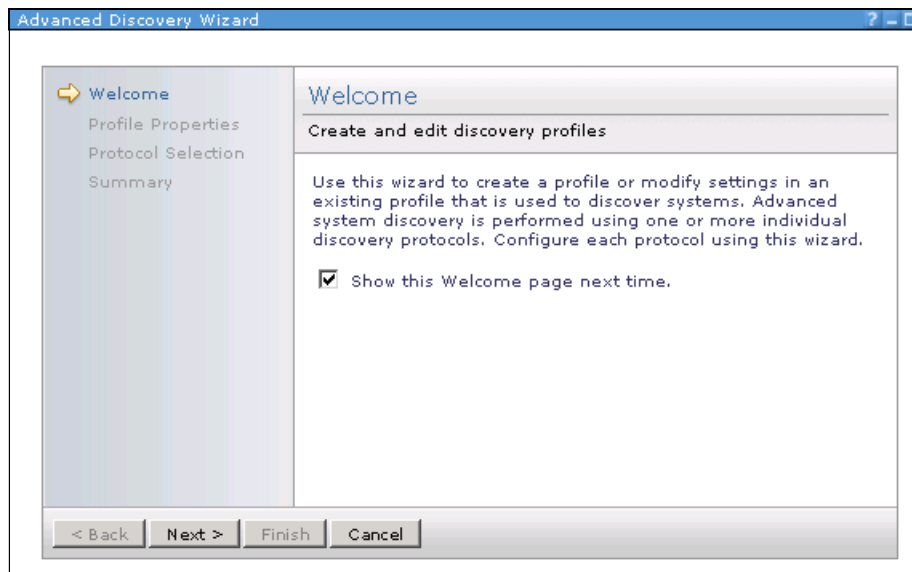 Advanced Discovery Wizard
? –
Welcome
Profile Properties
Protocol Selection
Summary
Welcome
Create and edit discovery profiles
Use this wizard to create a profile or modify settings in an
existing profile that is used to discover systems. Advanced
system discovery is performed using one or more individual
discovery protocols. Configure each protocol using this wizard.
Show this Welcome page next time.
< Back Next > Finish Cancel